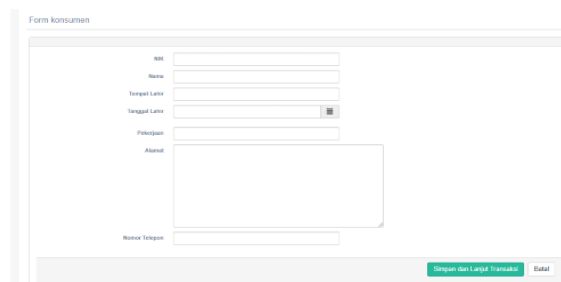 Form konsumen
NIK
Nama
Tempat Lahir
Tanggal Lahir
Pekerjaan
Alamat
Nomor Telepon
Simpan dan Lanjut Transaksi
Batal